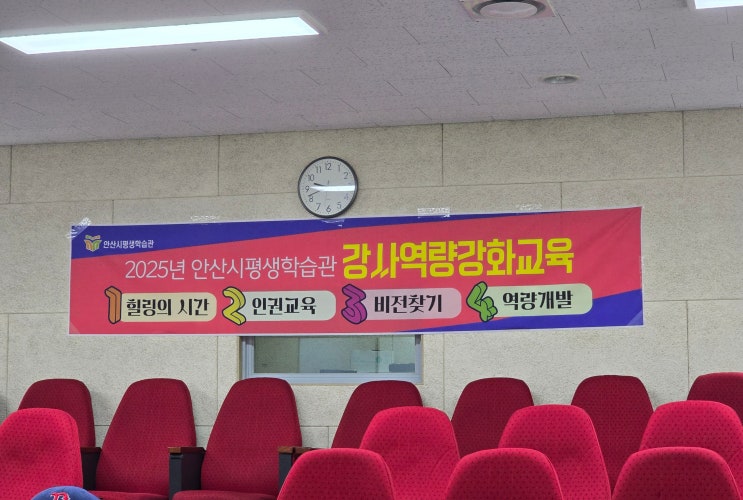 안산시평생학습관
2025년 안산시평생학습관 강사역량강화교육
1 힐링의 시간 2 인권교육 3 비전찾기 4 역량개발